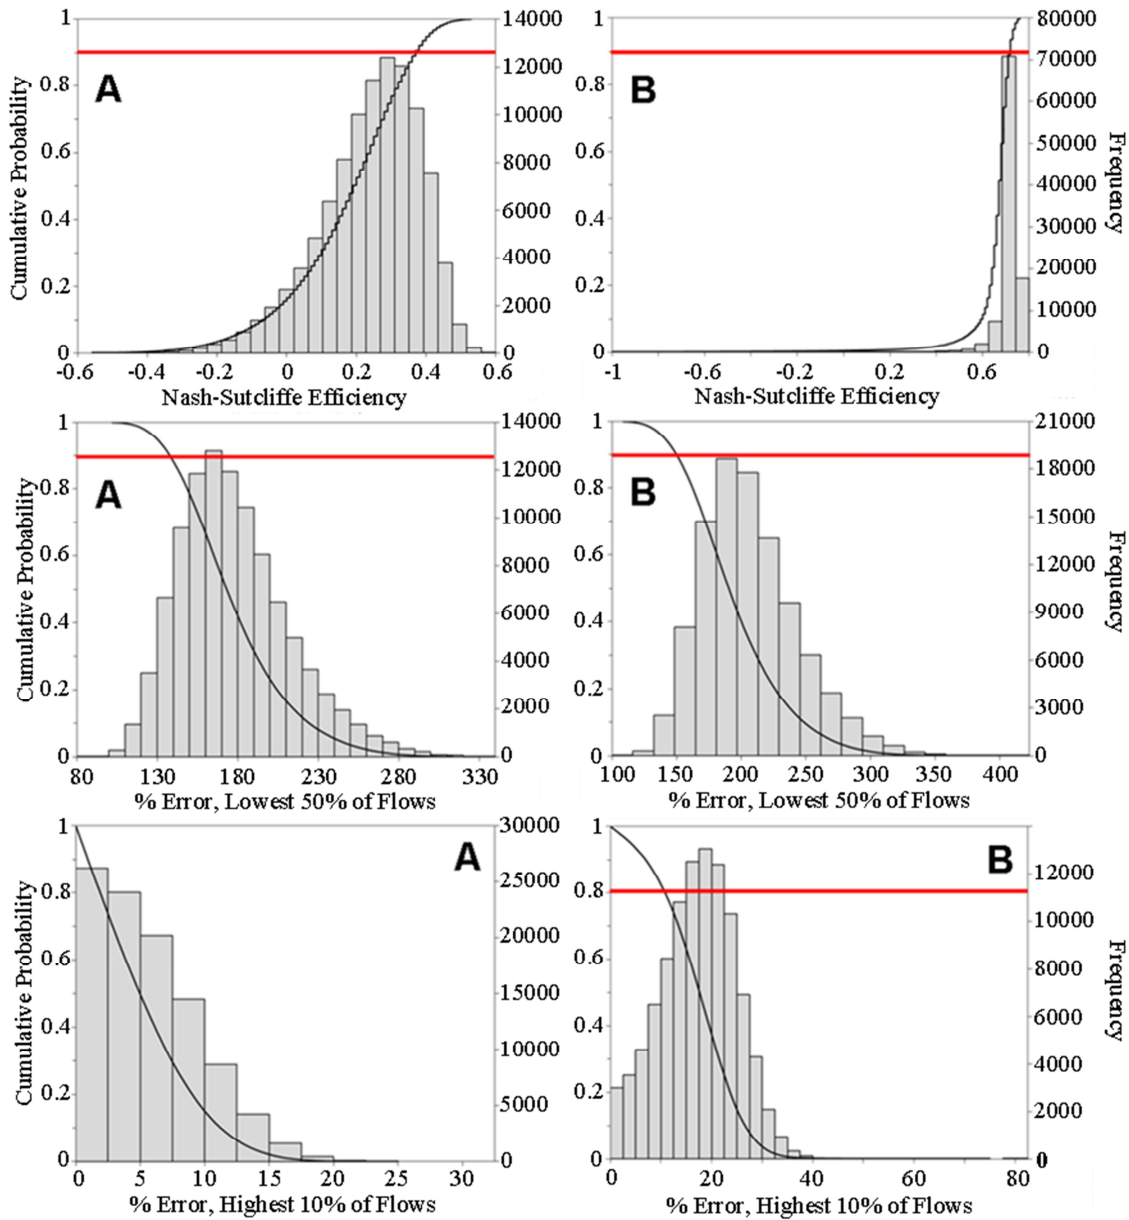 1 14000 1 80000
12000 70000
0.8 A 0.8 B
10000 60000
0.6 8000 0.6 50000
6000 40000
0.4 0.4 30000
4000
0.2 0.2 20000
2000 10000
0 0 0 0
-0.6 -0.4 -0.2 0 0.2 0.4 0.6 -1 -0.6 -0.2 0.2 0.6
Cumulative Probability Frequency
Nash-Sutcliffe Efficiency Nash-Sutcliffe Efficiency
1 14000 1 21000
12000 18000
0.8 A 0.8 B
10000 15000
0.6 8000 0.6 12000
0.4 6000 0.4 9000
4000 6000
0.2 2000 0.2 3000
0 0 0 0
80 130 180 230 280 330 100 150 200 250 300 350 400
Cumulative Probability Frequency
% Error, Lowest 50% of Flows % Error, Lowest 50% of Flows
1 30000 1
A B
0.8 25000 0.8 12000
20000 10000
0.6 0.6
15000 8000
0.4 0.4 6000
10000 4000
0.2 5000 0.2 2000
0 0 0 0
0 5 10 15 20 25 30 0 20 40 60 80
Cumulative Probability Frequency
% Error, Highest 10% of Flows % Error, Highest 10% of Flows